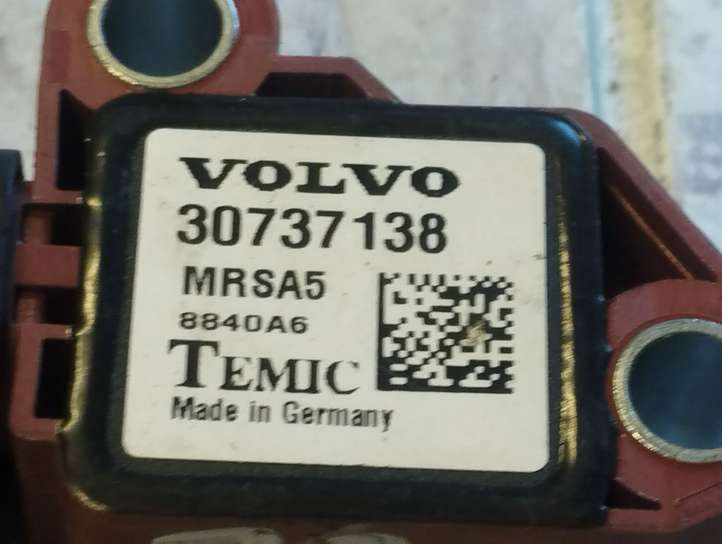 VOLVO
30737138
MRSA5
8840A6
TEMIC
Made in Germany